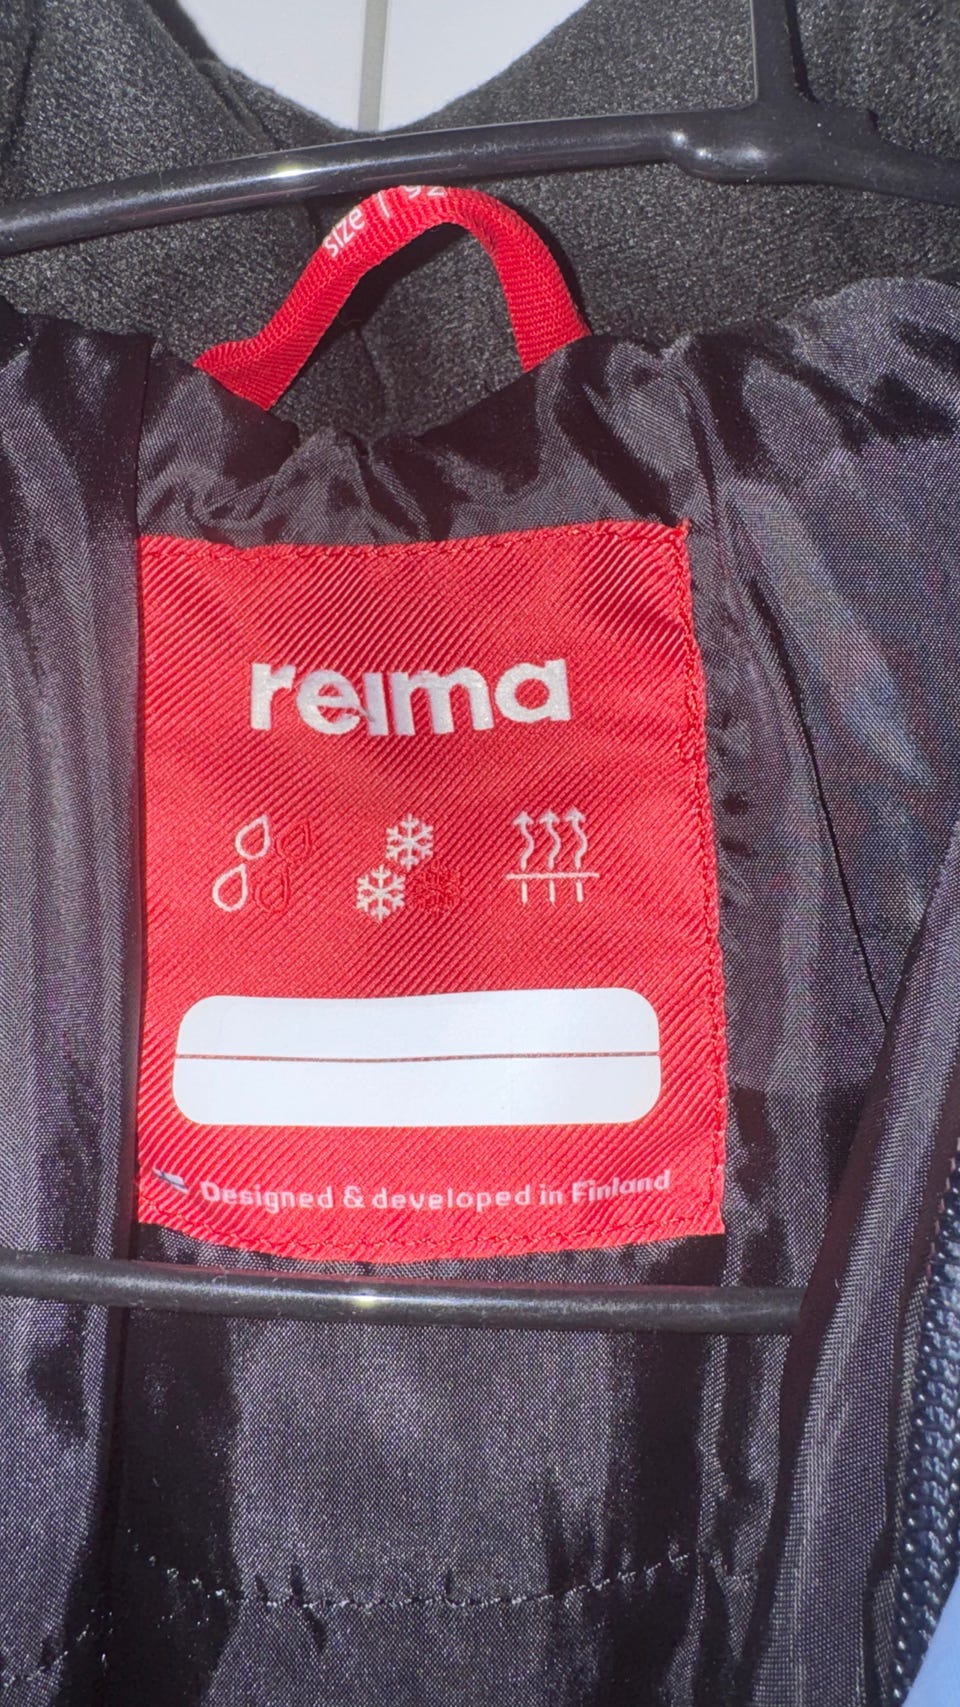 size | 92
reima
Designed & developed in Finland